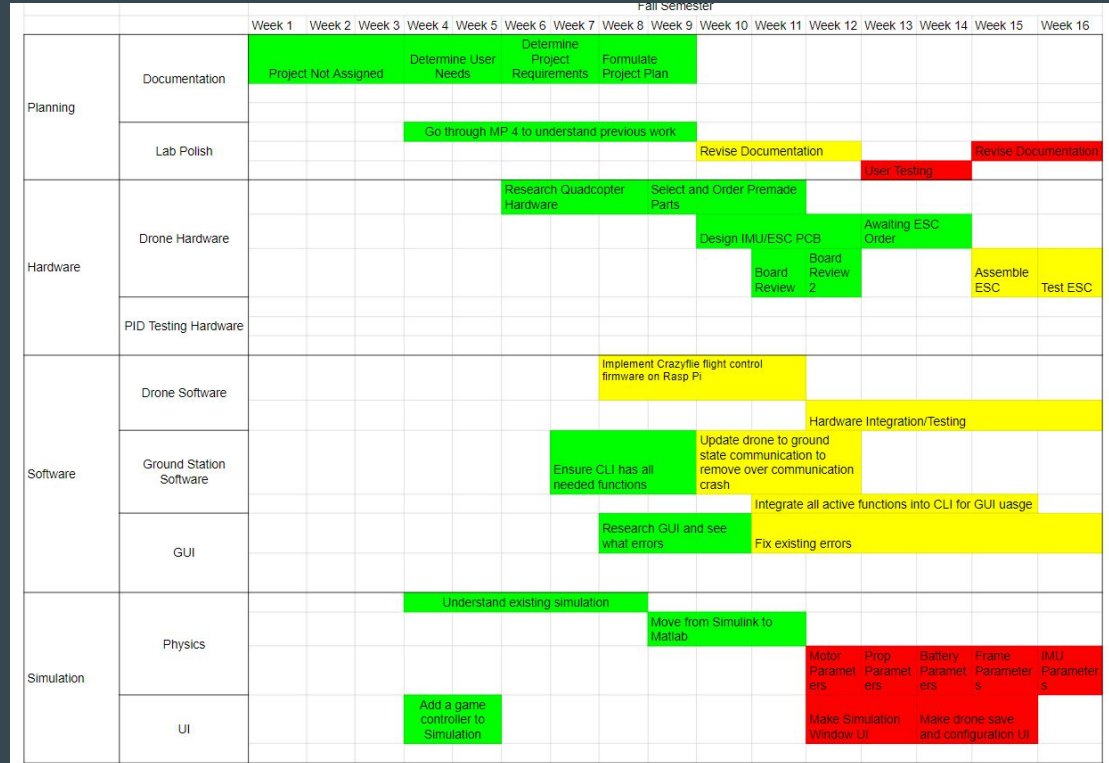 Fall Semester
Week 1 Week 2 Week 3 Week 4 Week 5 Week 6 Week 7 Week 8 Week 9 Week 10 Week 11 Week 12 Week 13 Week 14 Week 15 Week 16
Planning
Documentation
Project Not Assigned
Determine User
Needs
Determine
Project
Requirements
Formulate
Project Plan
Lab Polish
Go through MP 4 to understand previous work
Revise Documentation
Revise Documentation
User Testing
Hardware
Drone Hardware
Research Quadcopter
Hardware
Select and Order Premade
Parts
Design IMU/ESC PCB
Awaiting ESC
Order
Board
Review
Board
Review
2
Assemble
ESC
Test ESC
PID Testing Hardware
Software
Drone Software
Implement Crazyflie flight control
firmware on Rasp Pi
Hardware Integration/Testing
Ground Station
Software
Ensure CLI has all
needed functions
Update drone to ground
state communication to
remove over communication
crash
Integrate all active functions into CLI for GUI uasge
GUI
Research GUI and see
what errors
Fix existing errors
Simulation
Physics
Understand existing simulation
Move from Simulink to
Matlab
Motor
Paramet
ers
Prop
Paramet
ers
Battery
Paramet
ers
Frame
Parameter
s
IMU
Parameter
s
UI
Add a game
controller to
Simulation
Make Simulation
Window UI
Make drone save
and configuration UI